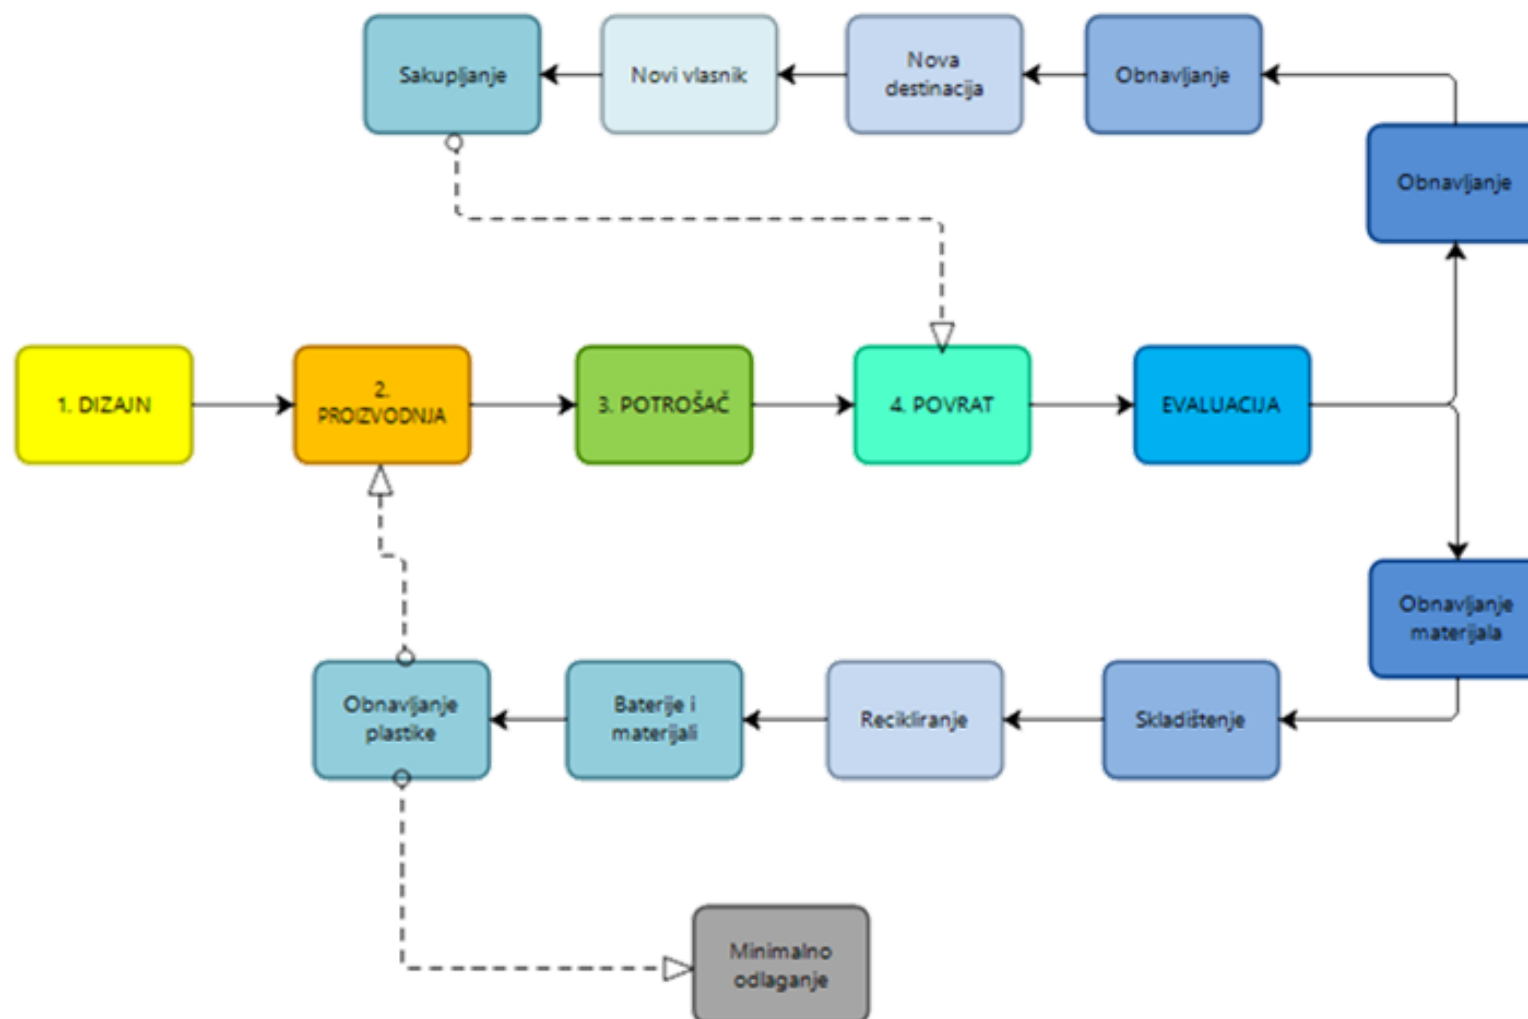 Sakupljanje
Novi vlasnik
Nova
destinacija
Obnavljanje
Obnavljanje
1. DIZAJN
2.
PROIZVODNJA
3. POTROŠAČ
4. POVRAT
EVALUACIJA
Obnavljanje
materijala
Obnavljanje
plastike
Baterije i
materijali
Recikliranje
Skladištenje
Minimalno
odlaganje